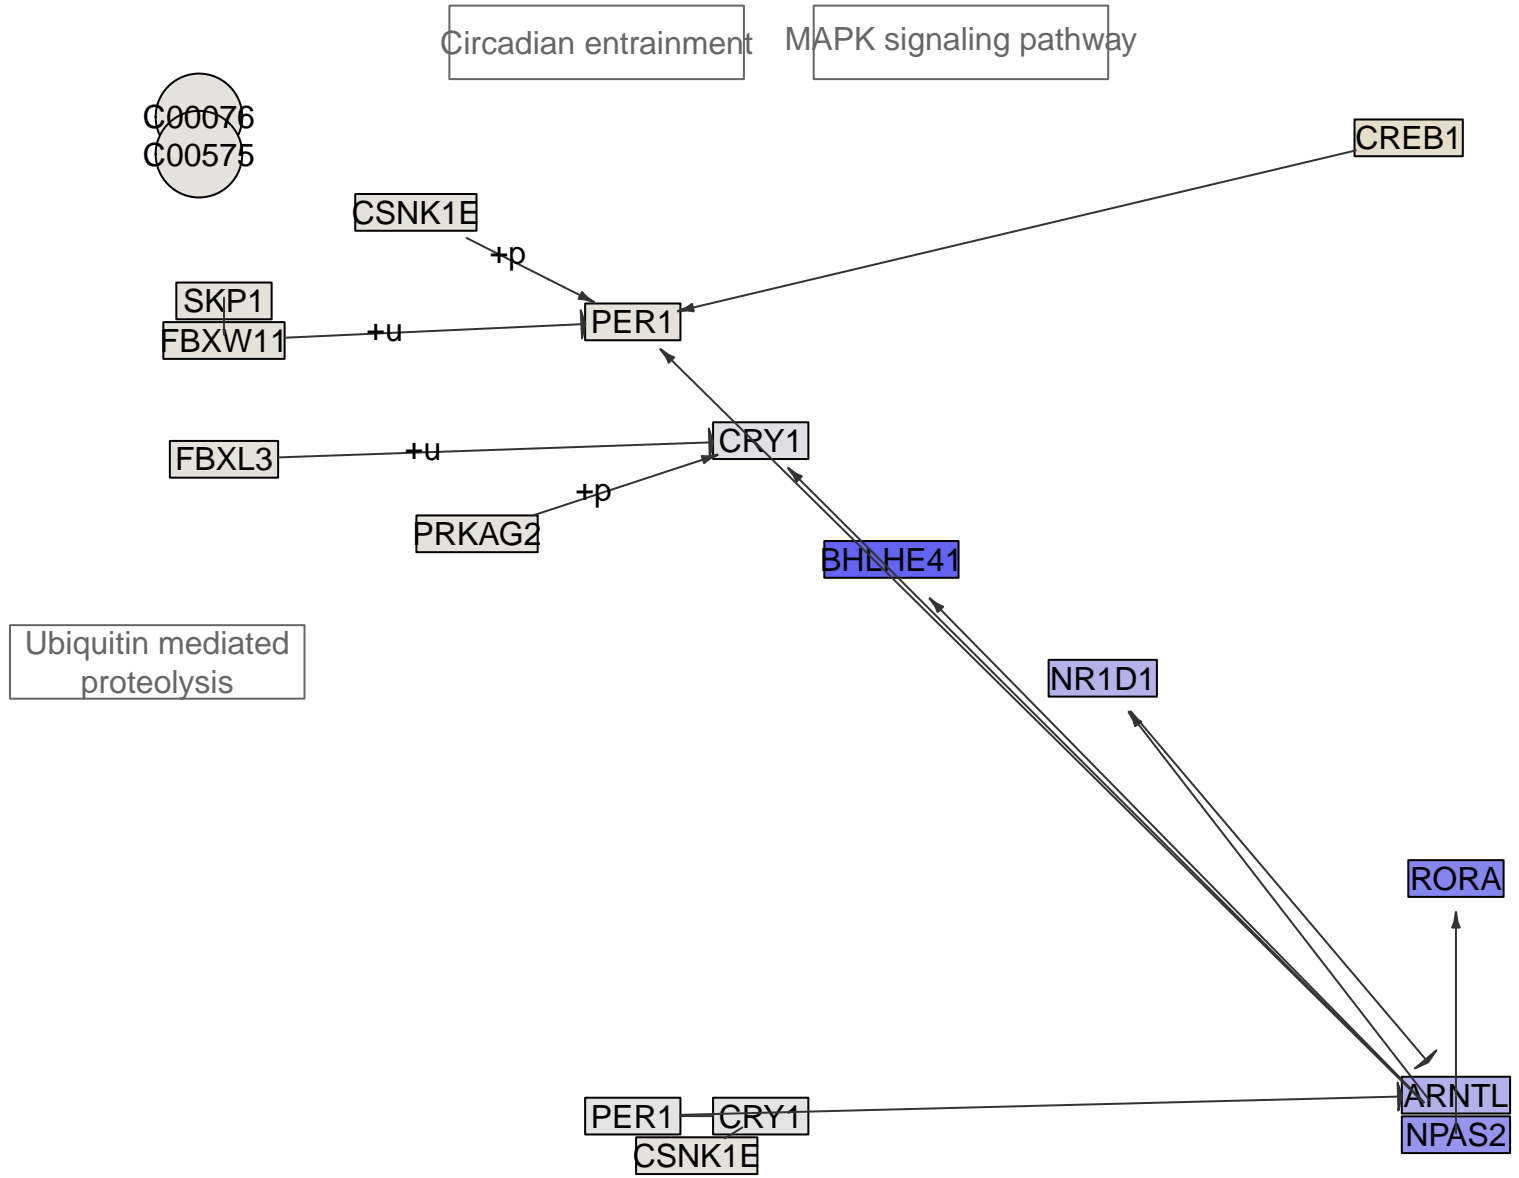 Circadian entrainment
MAPK signaling pathway
C00076
C00575
CREB1
CSNK1E
+p
SKP1
PER1
FBXW11
+u
CRY1
FBXL3
+u
+p
PRKAG2
BHLHE41
Ubiquitin mediated
proteolysis
NR1D1
RORA
ARNTL
PER1
CRY1
NPAS2
CSNK1E